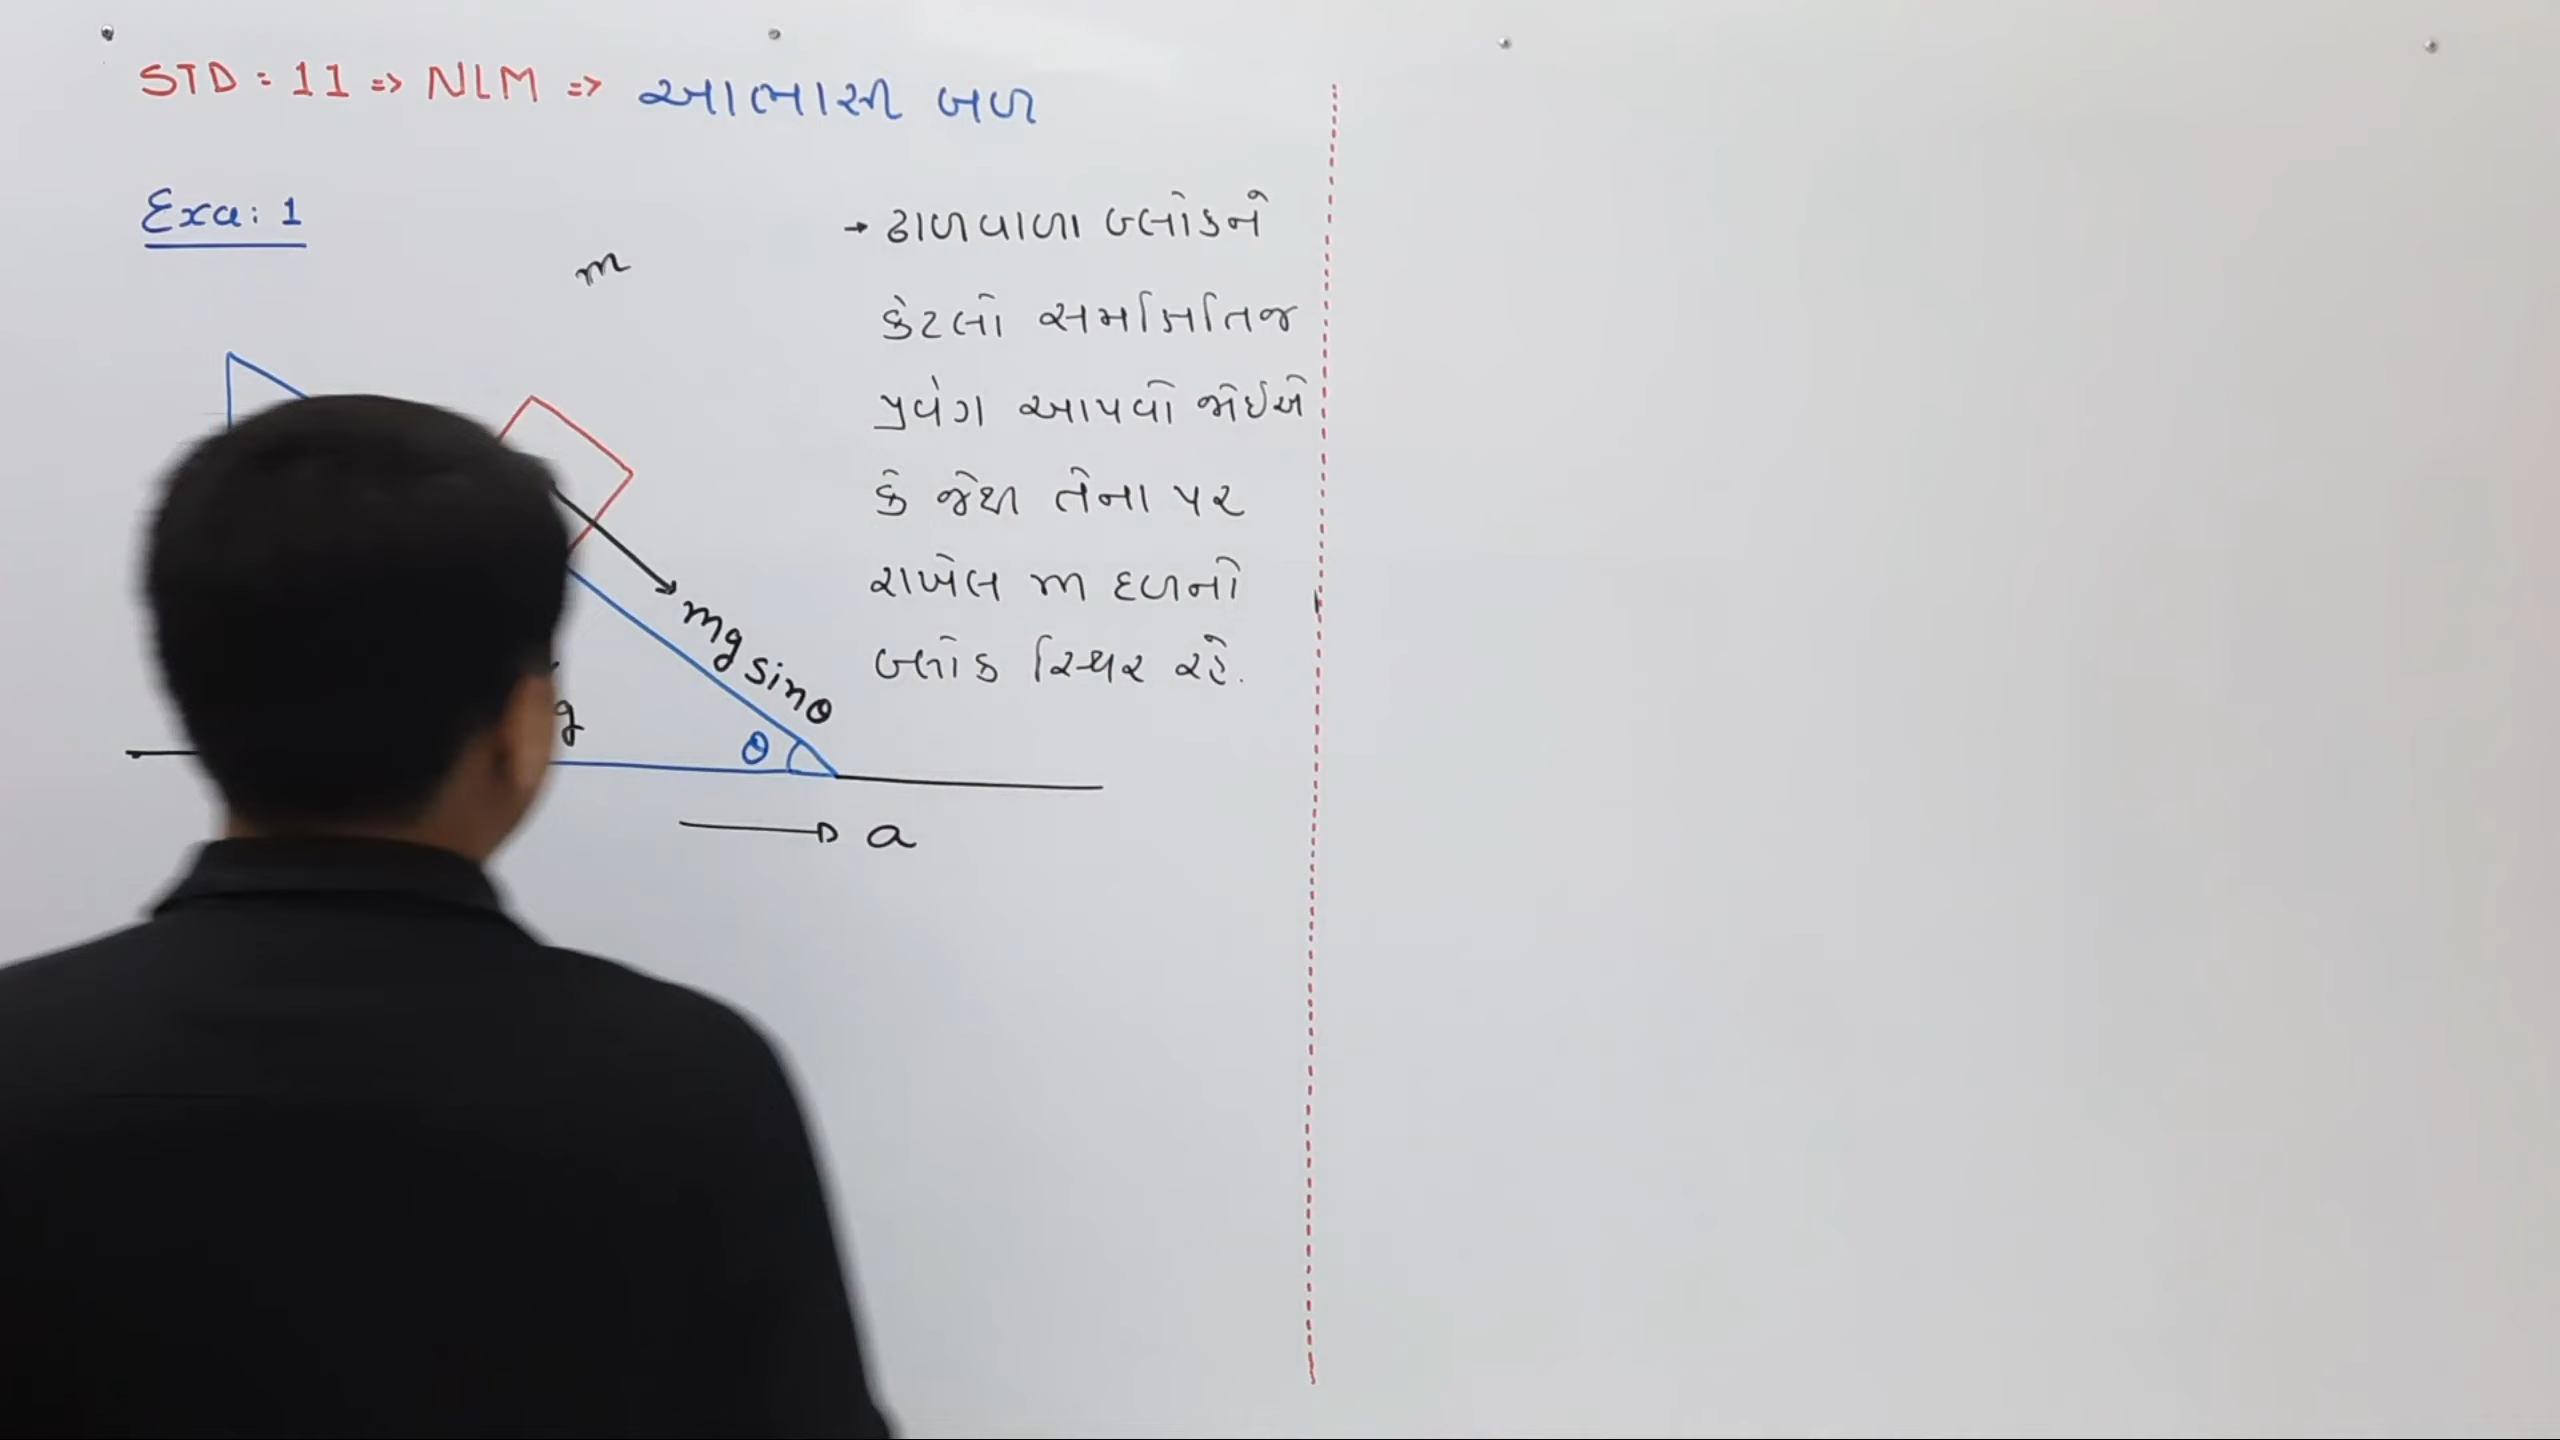 STD = 11 => NLM => આભાસી બળ
Exa: 1
→ ઢાળવાળા બ્લોકને
કેટલો સમક્ષિતિજ
પ્રવેગ આપવો જોઈએ
કે જેથી તેના પર
રાખેલ m દળનો
બ્લોક સ્થિર રહે.
m
mg sinθ
g
θ
a